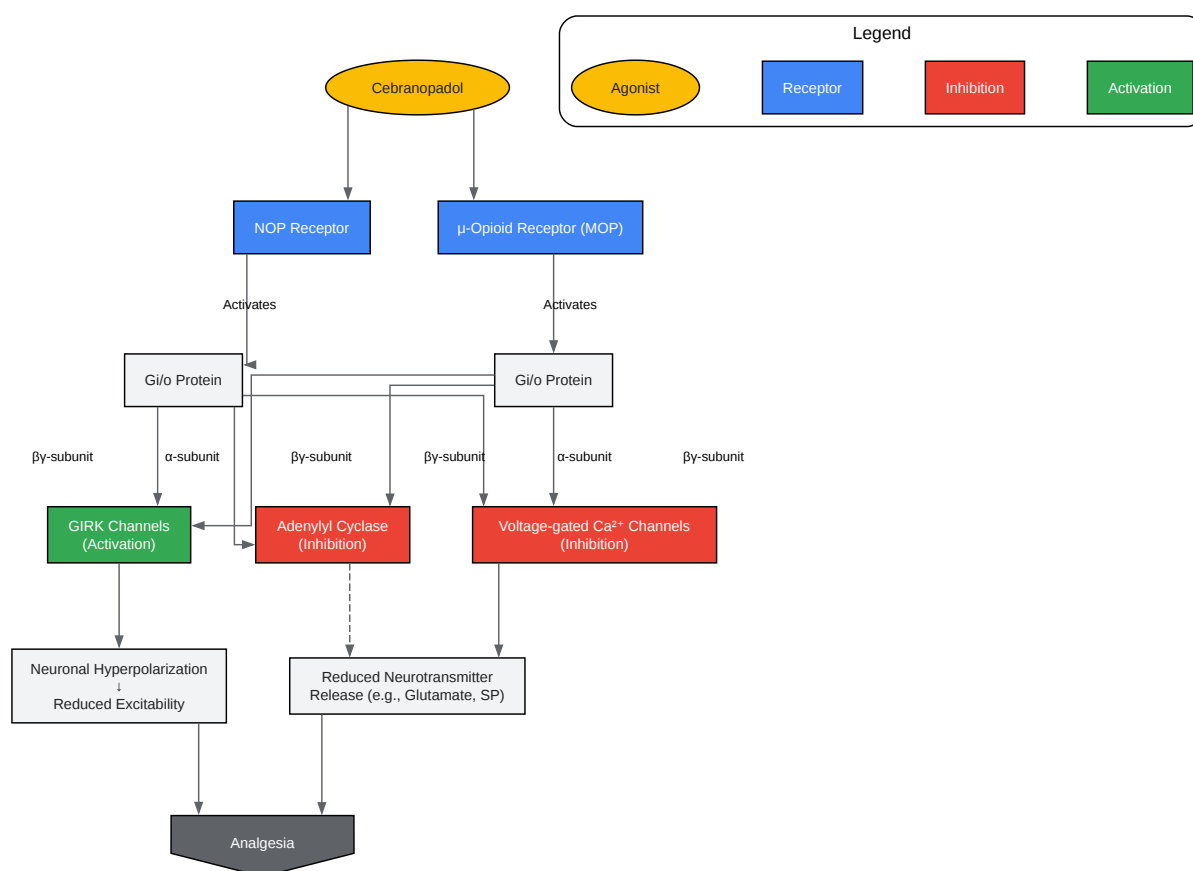 Legend
Cebranopadol
Agonist
Receptor
Inhibition
Activation
NOP Receptor
μ-Opioid Receptor (MOP)
Activates
Activates
Gi/o Protein
Gi/o Protein
βγ-subunit
α-subunit
βγ-subunit
βγ-subunit
α-subunit
βγ-subunit
GIRK Channels
(Activation)
Adenylyl Cyclase
(Inhibition)
Voltage-gated Ca²⁺ Channels
(Inhibition)
Neuronal Hyperpolarization
↓
Reduced Excitability
Reduced Neurotransmitter
Release (e.g., Glutamate, SP)
Analgesia